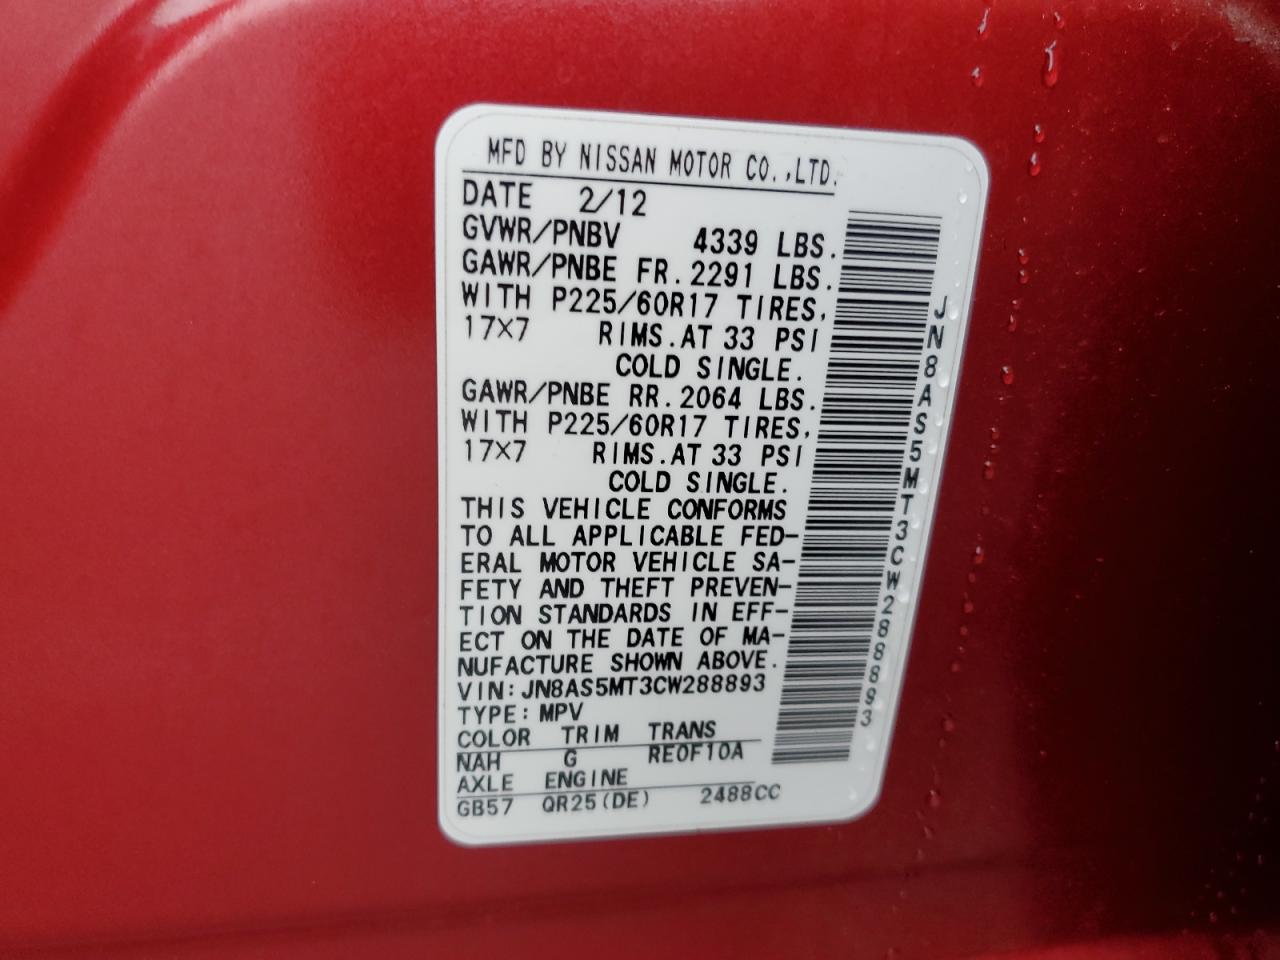 MFD BY NISSAN MOTOR CO.,LTD.
DATE 2/12
GVWR/PNBV 4339 LBS.
GAWR/PNBE FR.2291 LBS.
WITH P225/60R17 TIRES,
17×7 RIMS.AT 33 PSI
COLD SINGLE.
GAWR/PNBE RR.2064 LBS.
WITH P225/60R17 TIRES,
17×7 RIMS.AT 33 PSI
COLD SINGLE.
THIS VEHICLE CONFORMS
TO ALL APPLICABLE FED-
ERAL MOTOR VEHICLE SA-
FETY AND THEFT PREVEN-
TION STANDARDS IN EFF-
ECT ON THE DATE OF MA-
NUFACTURE SHOWN ABOVE.
VIN:JN8AS5MT3CW288893
TYPE:MPV
COLOR TRIM TRANS
NAH G RE0F10A
AXLE ENGINE
GB57 QR25(DE) 2488CC
JN8AS5MT3CW288893